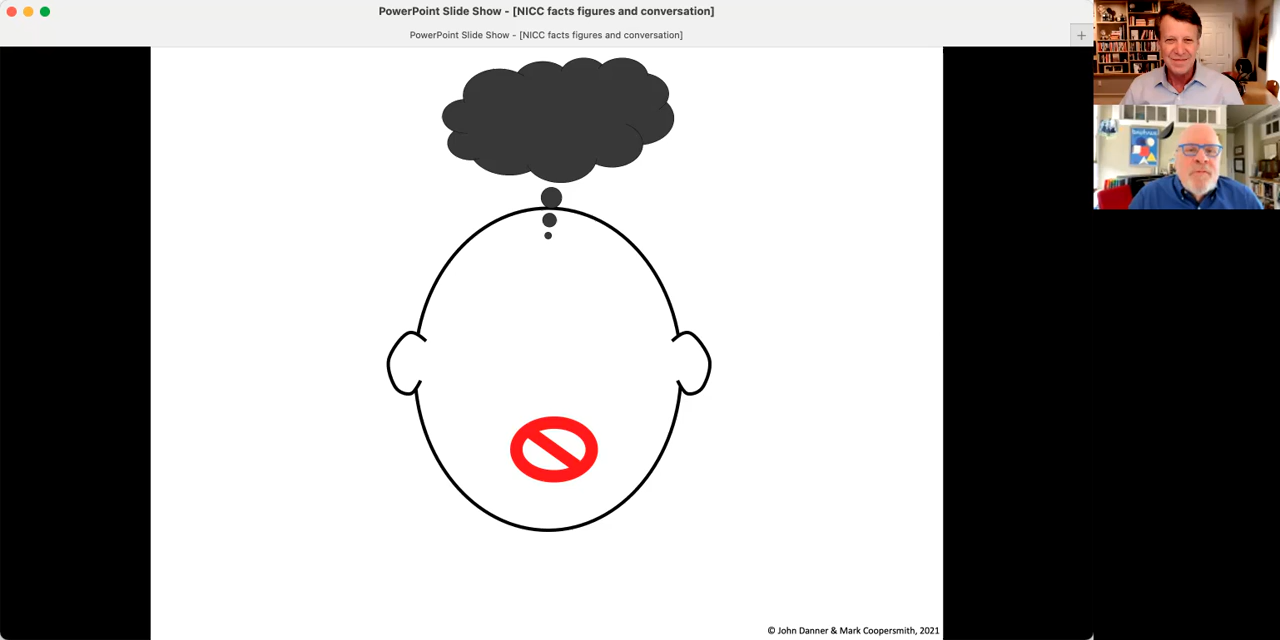 PowerPoint Slide Show - [NICC facts figures and conversation]
PowerPoint Slide Show - [NICC facts figures and conversation]
bauhaus
© John Danner & Mark Coopersmith, 2021